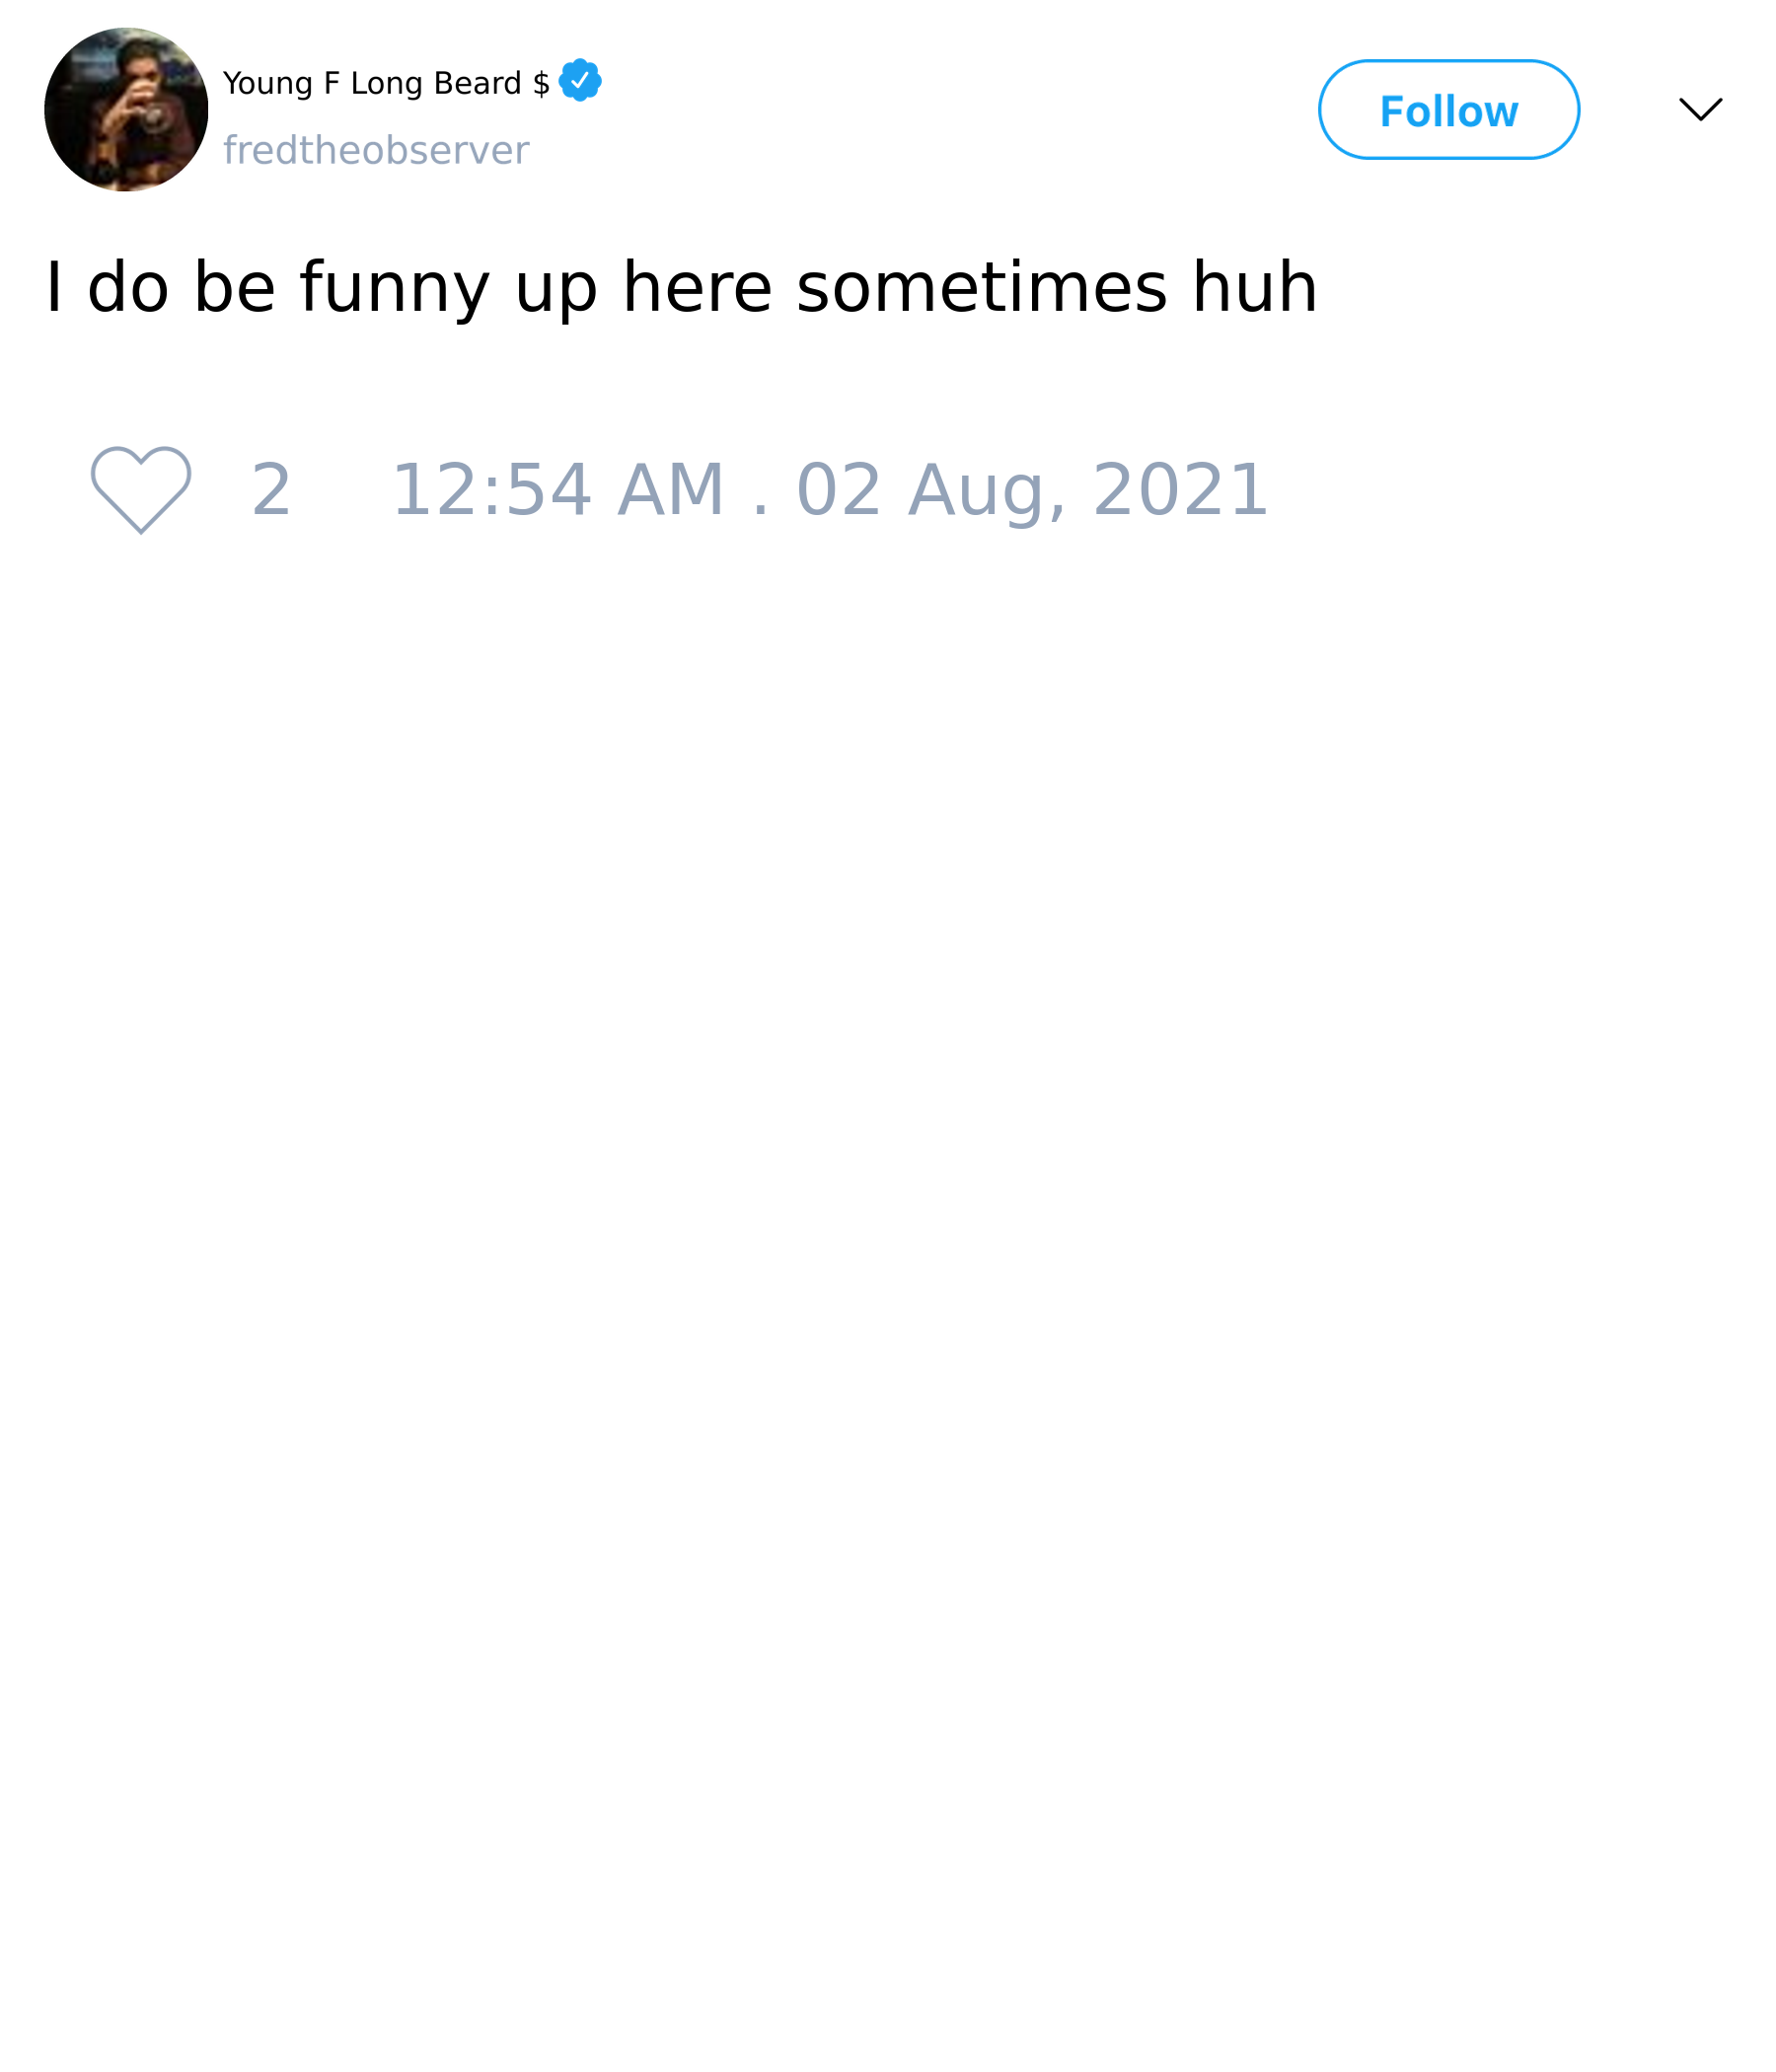 Young F Long Beard $
fredtheobserver
Follow
I do be funny up here sometimes huh
2 12:54 AM . 02 Aug, 2021